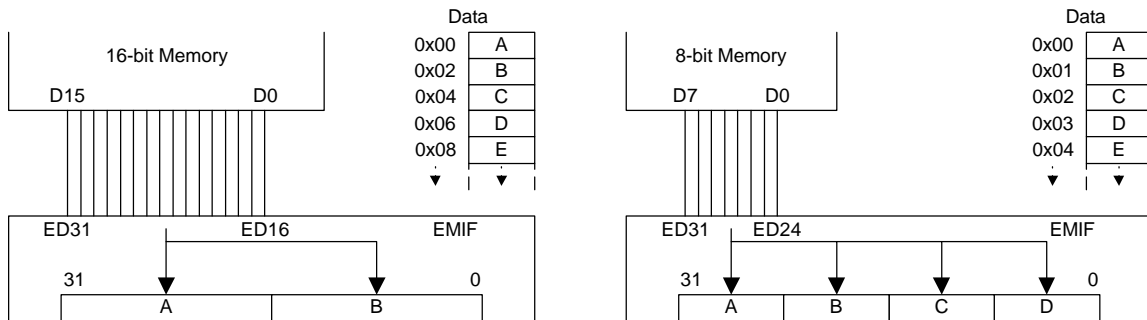 Data
16-bit Memory
D15 D0
0x00 A
0x02 B
0x04 C
0x06 D
0x08 E
ED31 ED16 EMIF
31 0
A B
Data
8-bit Memory
D7 D0
0x00 A
0x01 B
0x02 C
0x03 D
0x04 E
ED31 ED24 EMIF
31 0
A B C D